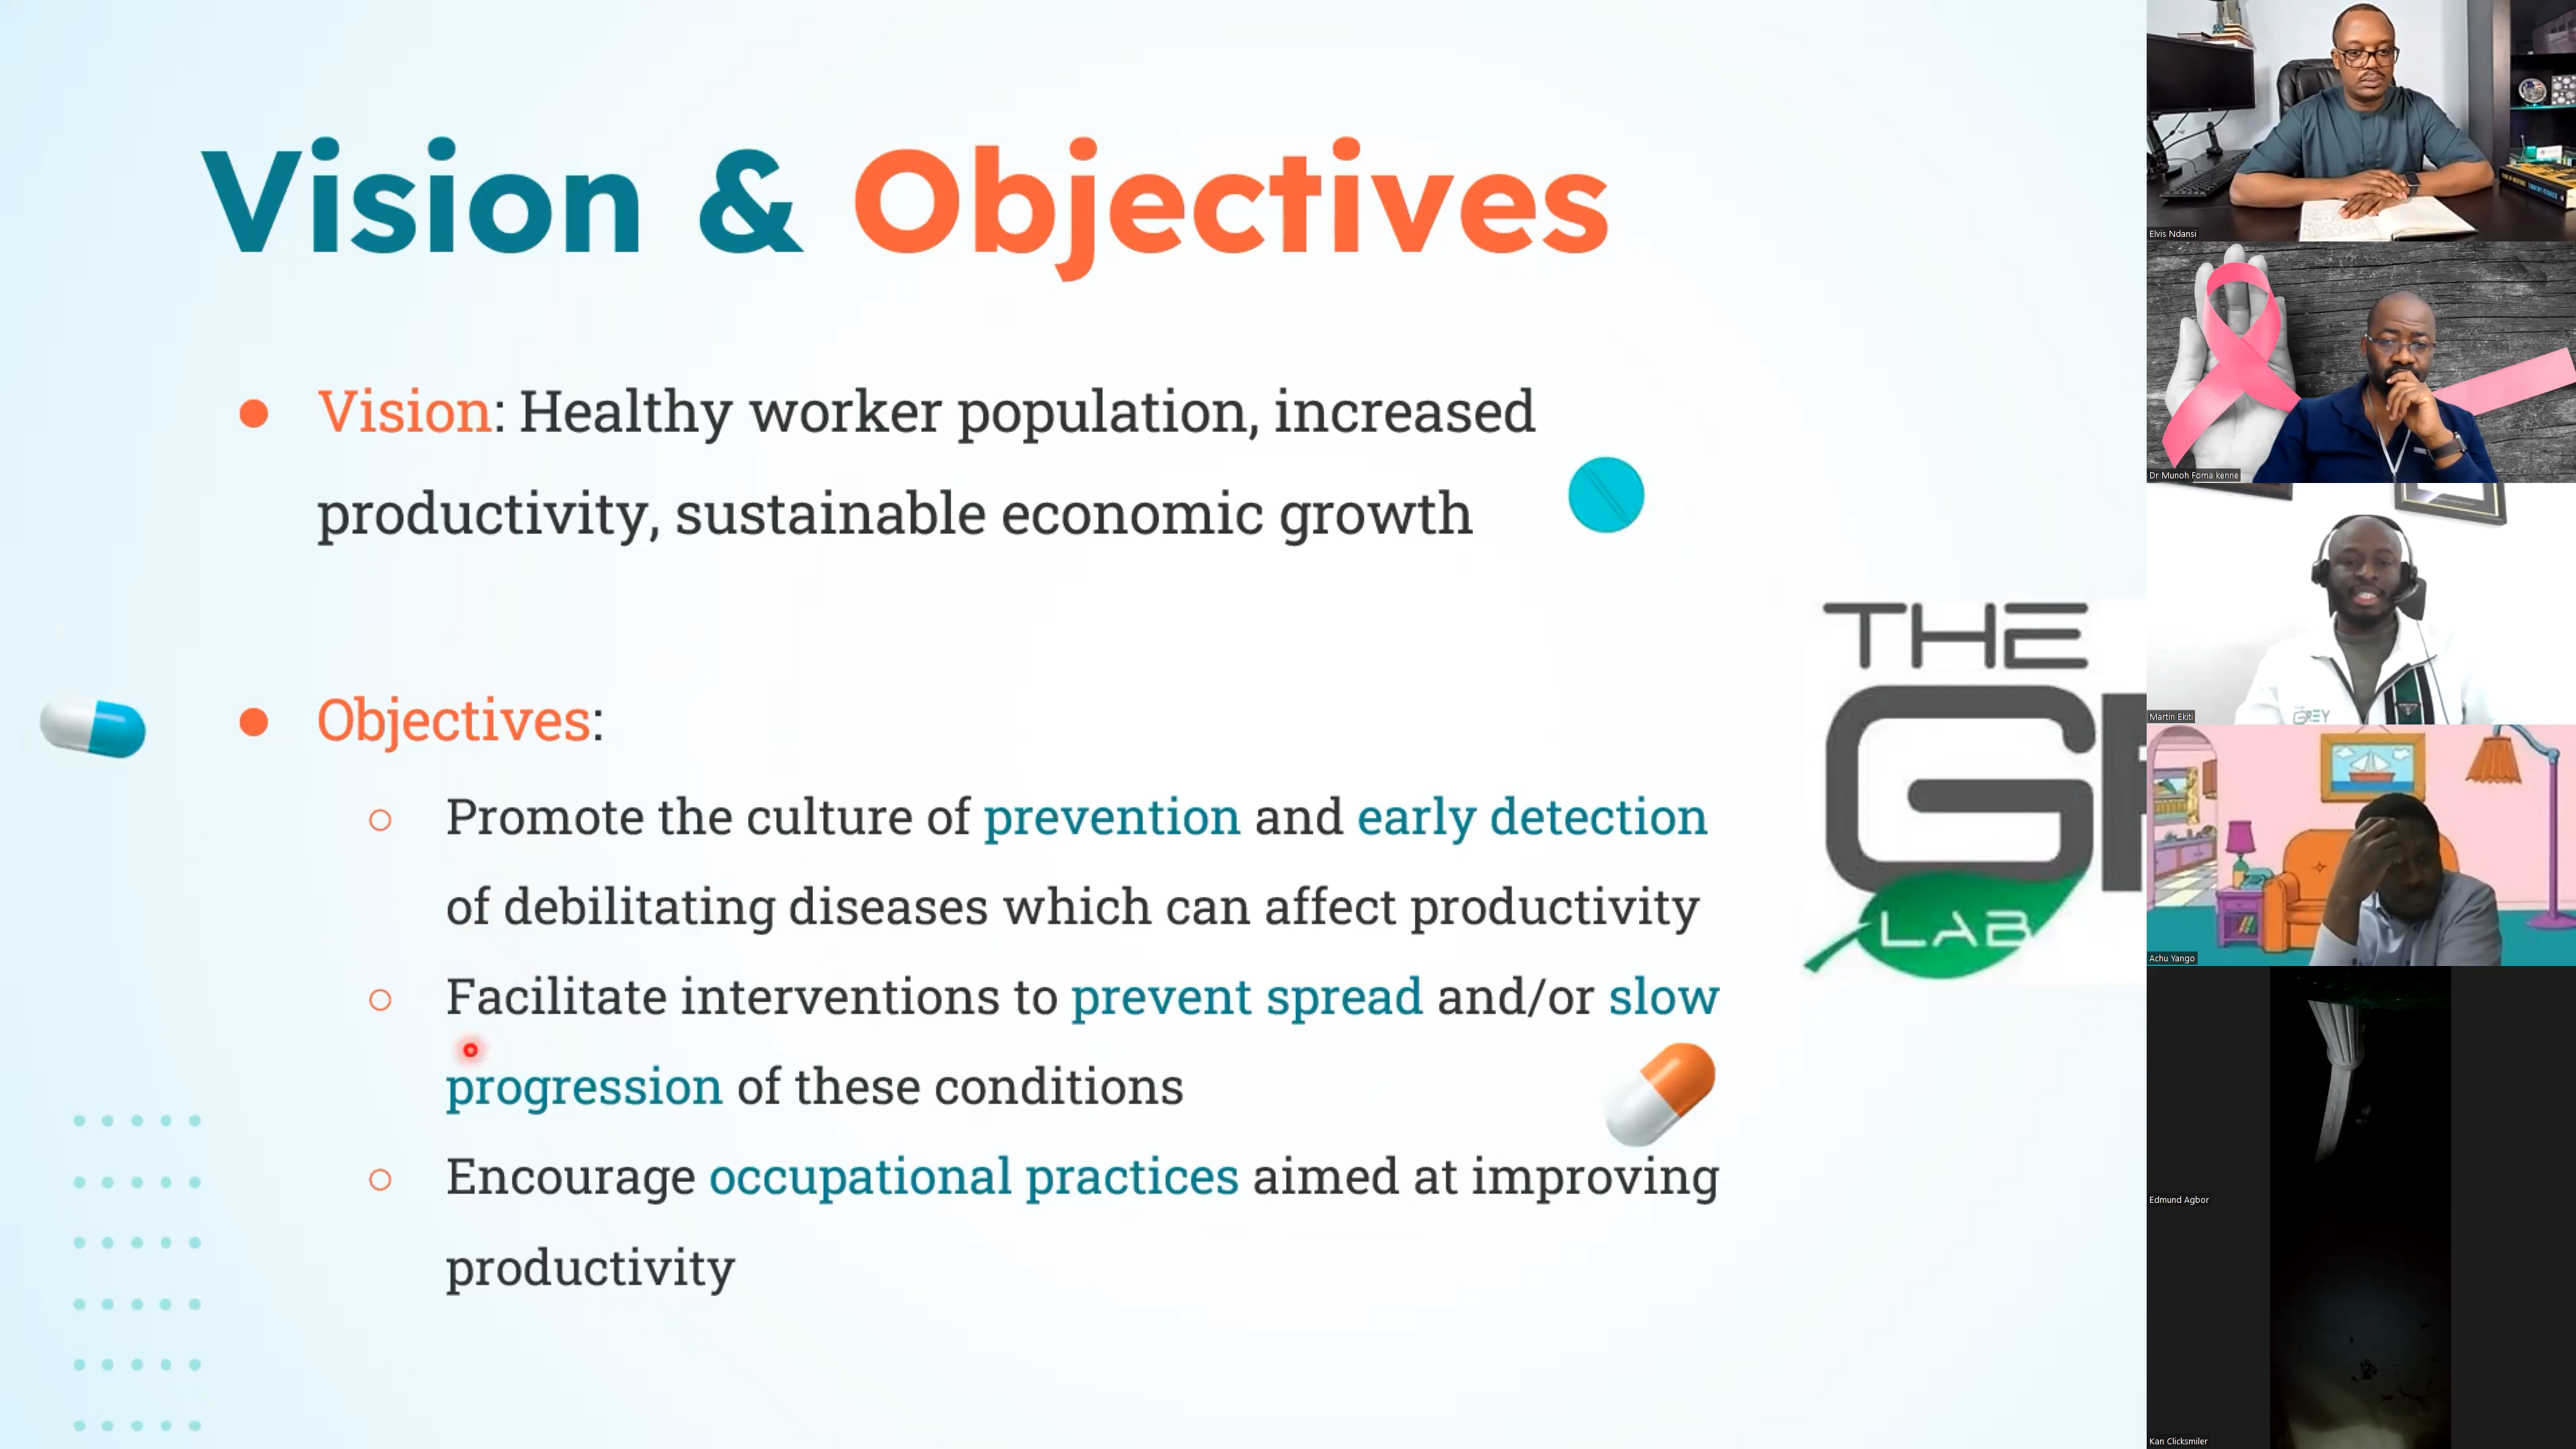 Vision & Objectives
Vision: Healthy worker population, increased
productivity, sustainable economic growth
Objectives:
Promote the culture of prevention and early detection
of debilitating diseases which can affect productivity
Facilitate interventions to prevent spread and/or slow
progression of these conditions
Encourage occupational practices aimed at improving
productivity
THE
G
LAB
Elvis Ndansi
Dr Munoh Foma kenne
THE
GREY
Martin Ekiti
Achu Yango
Edmund Agbor
Kan Clicksmiler